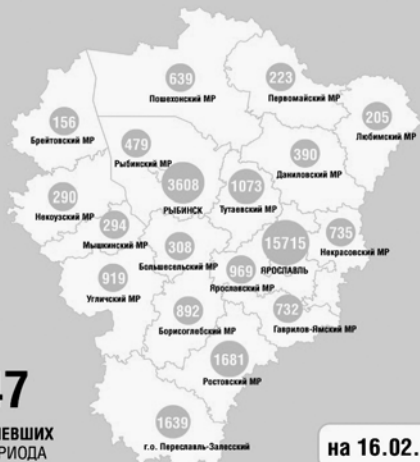 639
Пошехонский МР
223
Первомайский МР
156
Брейтовский МР
205
Любимский МР
479
Рыбинский МР
390
Даниловский МР
3608
РЫБИНСК
1073
Тутаевский МР
290
Некоузский МР
294
Мышкинский МР
308
Большесельский МР
15715
ЯРОСЛАВЛЬ
735
Некрасовский МР
969
Ярославский МР
919
Угличский МР
892
Борисоглебский МР
732
Гаврилов-Ямский МР
1681
Ростовский МР
1639
г.о. Переславль-Залесский
7
ЛЕВШИХ
РИОДА
на 16.02.